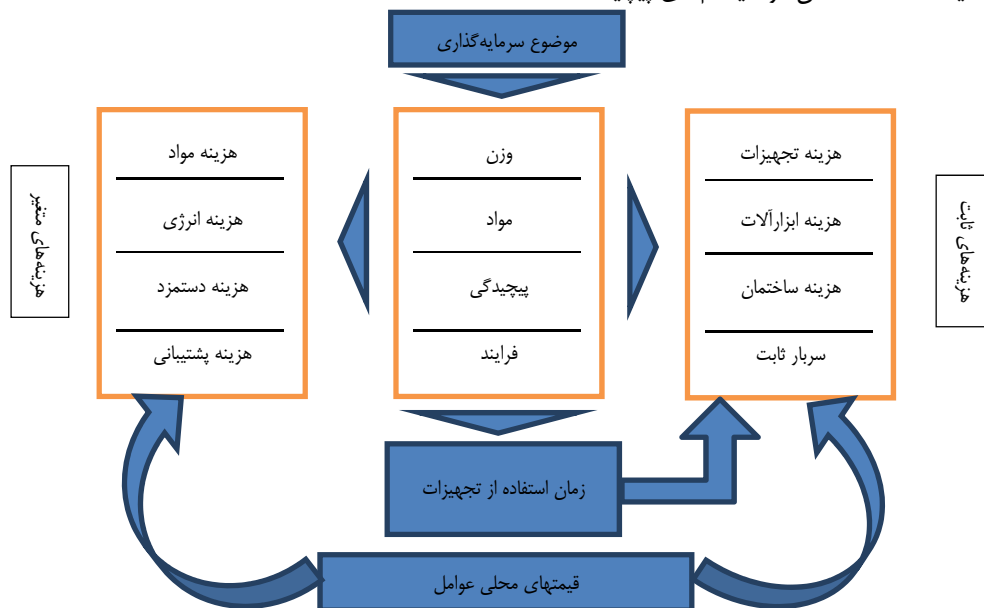 موضوع سرمایه‌گذاری
هزینه تجهیزات
هزینه ابزارآلات
هزینه ساختمان
سربار ثابت
هزینه‌های ثابت
وزن
مواد
پیچیدگی
فرایند
هزینه مواد
هزینه انرژی
هزینه دستمزد
هزینه پشتیبانی
هزینه‌های متغیر
زمان استفاده از تجهیزات
قیمتهای محلی عوامل